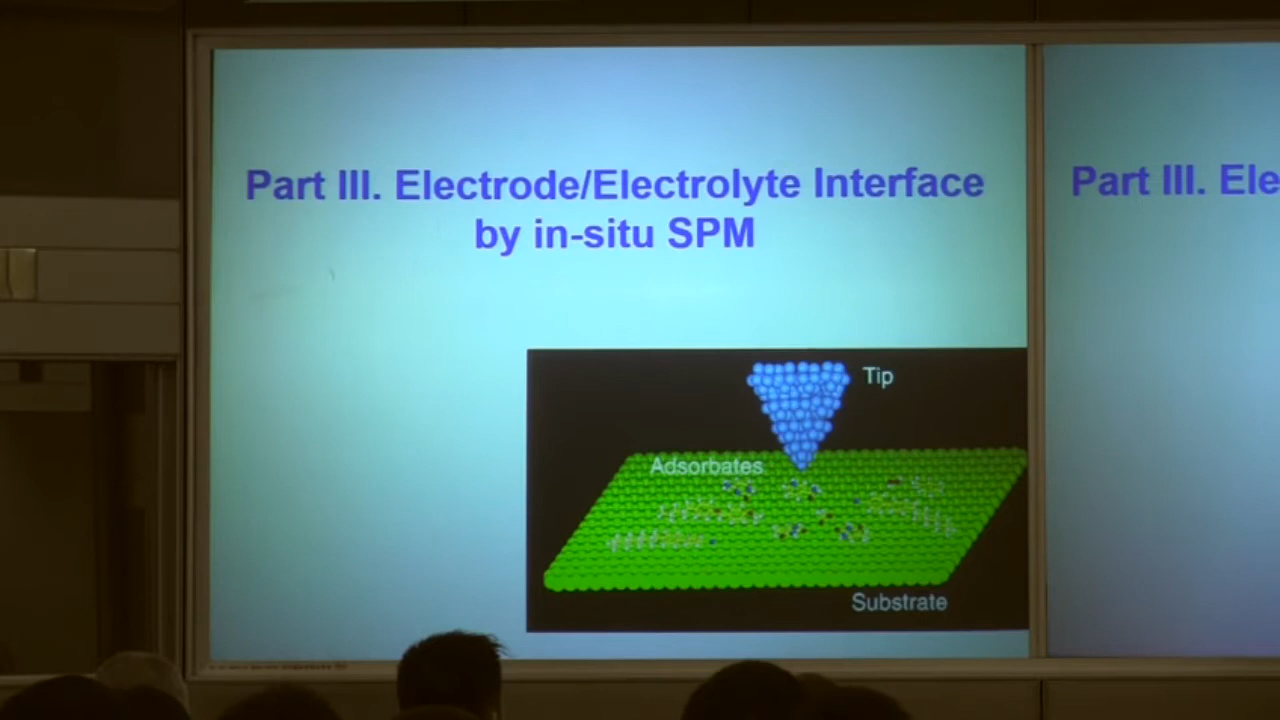 Part III. Electrode/Electrolyte Interface
by in-situ SPM
Tip
Adsorbates
Substrate
Part III. Ele